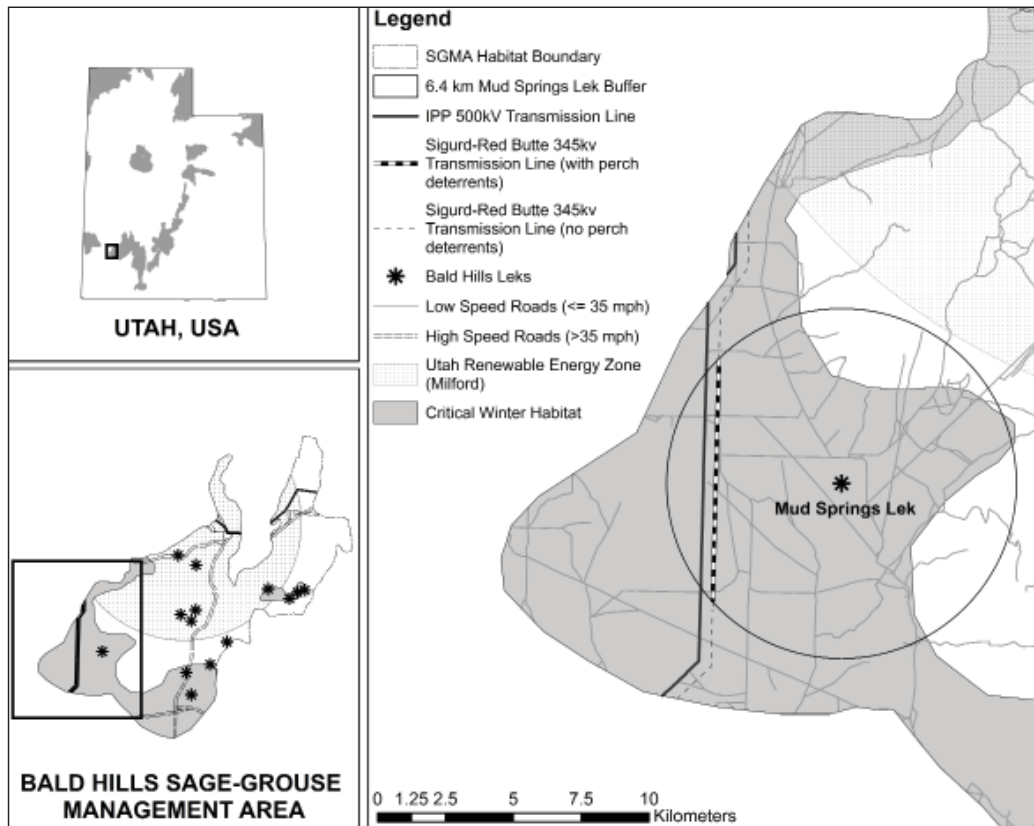 UTAH, USA
BALD HILLS SAGE-GROUSE
MANAGEMENT AREA
Legend
SGMA Habitat Boundary
6.4 km Mud Springs Lek Buffer
IPP 500kV Transmission Line
Sigurd-Red Butte 345kv
Transmission Line (with perch
deterrents)
Sigurd-Red Butte 345kv
Transmission Line (no perch
deterrents)
Bald Hills Leks
Low Speed Roads (<= 35 mph)
High Speed Roads (>35 mph)
Utah Renewable Energy Zone
(Milford)
Critical Winter Habitat
Mud Springs Lek
0 1.25 2.5 5 7.5 10
Kilometers